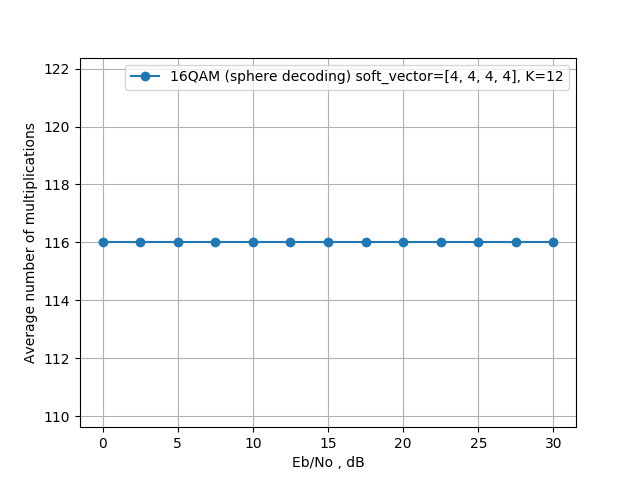 16QAM (sphere decoding) soft_vector=[4, 4, 4, 4], K=12
122
120
118
116
114
112
110
Average number of multiplications
0 5 10 15 20 25 30
Eb/No , dB